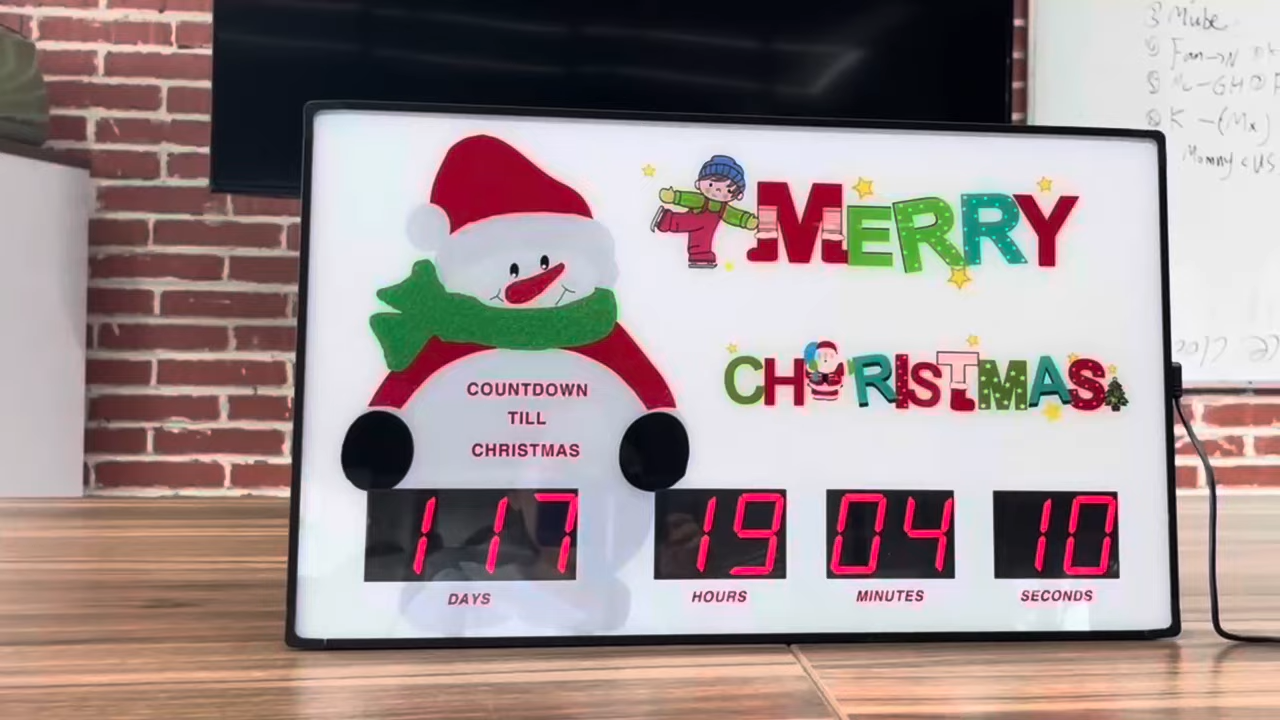 MERRY
CHRISTMAS
COUNTDOWN
TILL
CHRISTMAS
117 19 04 10
DAYS HOURS MINUTES SECONDS
Mube